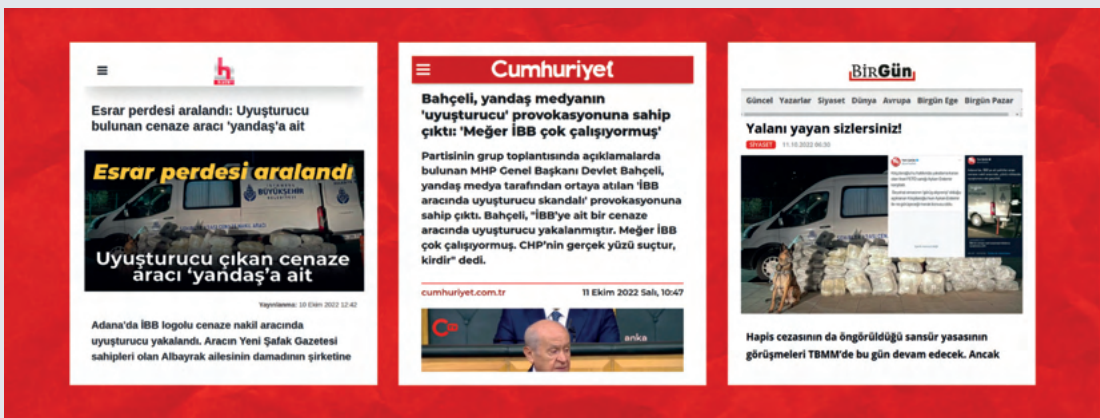 h
Esrar perdesi aralandı: Uyuşturucu
bulunan cenaze aracı 'yandaş'a ait
Esrar perdesi aralandı
BÜYÜKŞEHİR
Uyuşturucu çıkan cenaze
aracı 'yandaş'a ait
Yayınlanma: 10 Ekim 2022 12:42
Adana'da İBB logolu cenaze nakil aracında
uyuşturucu yakalandı. Aracın Yeni Şafak Gazetesi
sahipleri olan Albayrak ailesinin damadının şirketine
Cumhuriyet
Bahçeli, yandaş medyanın
'uyuşturucu' provokasyonuna sahip
çıktı: 'Meğer İBB çok çalışıyormuş'
Partisinin grup toplantısında açıklamalarda
bulunan MHP Genel Başkanı Devlet Bahçeli,
yandaş medya tarafından ortaya atılan 'İBB
aracında uyuşturucu skandalı' provokasyonuna
sahip çıktı. Bahçeli, "İBB'ye ait bir cenaze
aracında uyuşturucu yakalanmıştır. Meğer İBB
çok çalışıyormuş. CHP'nin gerçek yüzü suçtur,
kirdir" dedi.
cumhuriyet.com.tr 11 Ekim 2022 Salı, 10:47
anka
BirGün
Güncel Yazarlar Siyaset Dünya Avrupa Birgün Ege Birgün Pazar
Yalanı yayan sizlersiniz!
SİYASET 11.10.2022 06:30
Hapis cezasının da öngörüldüğü sansür yasasının
görüşmeleri TBMM'de bu gün devam edecek. Ancak